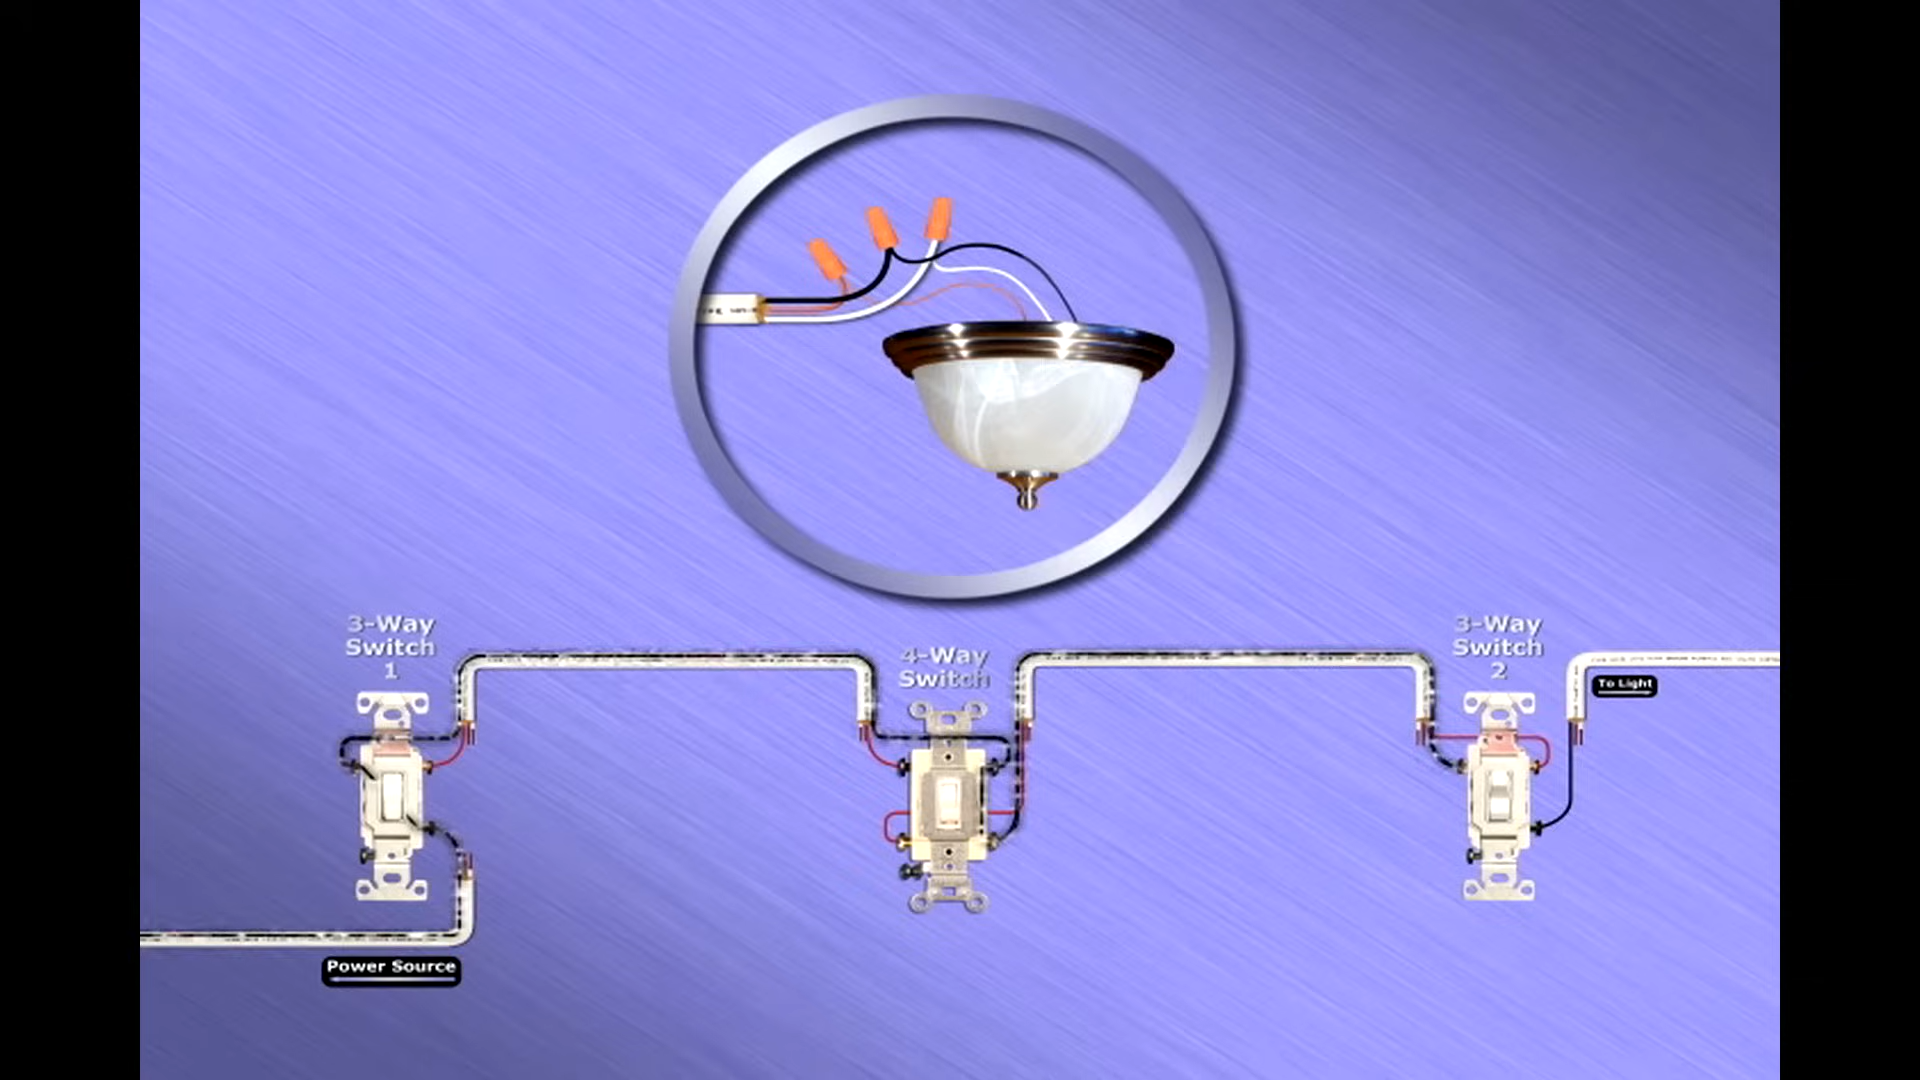 3-Way
Switch
1
4-Way
Switch
3-Way
Switch
2
To Light
Power Source